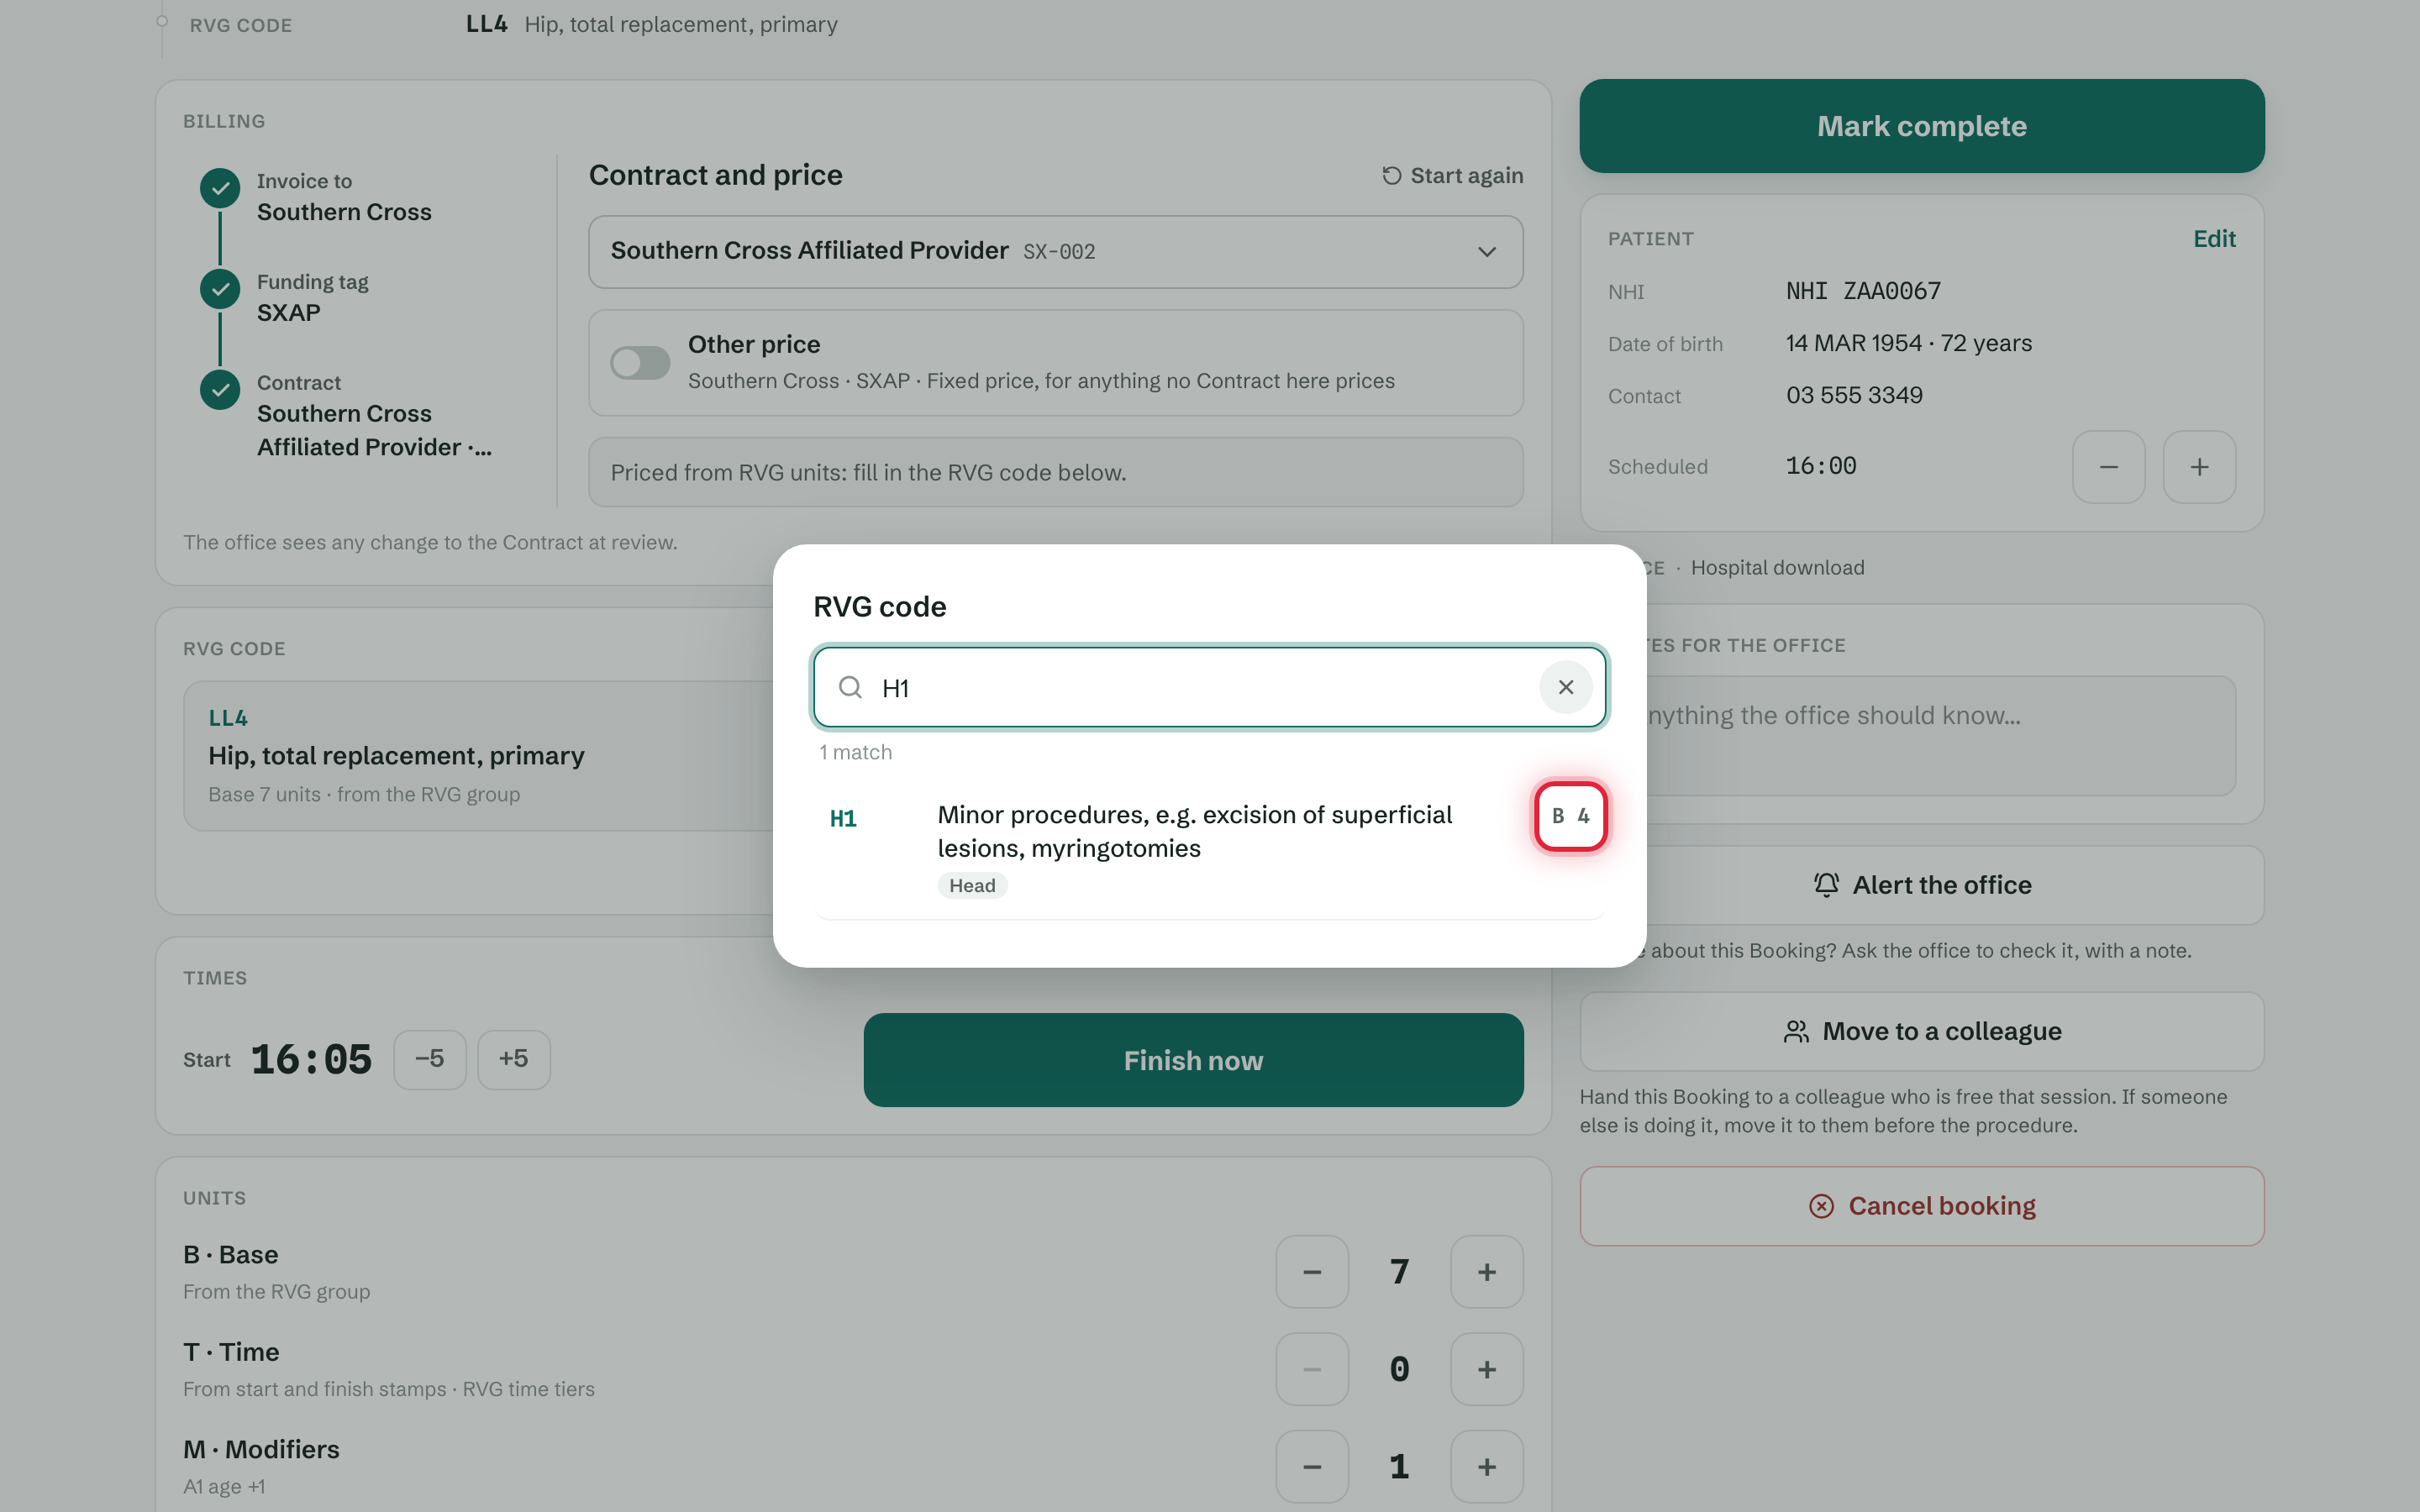 RVG CODE
LL4 Hip, total replacement, primary
BILLING
Invoice to
Southern Cross
Funding tag
SXAP
Contract
Southern Cross
Affiliated Provider ·...
Contract and price
Start again
Southern Cross Affiliated Provider SX-002
Other price
Southern Cross · SXAP · Fixed price, for anything no Contract here prices
Priced from RVG units: fill in the RVG code below.
The office sees any change to the Contract at review.
RVG CODE
LL4
Hip, total replacement, primary
Base 7 units · from the RVG group
TIMES
Start 16:05 −5 +5
Finish now
UNITS
B · Base
From the RVG group
− 7 +
T · Time
From start and finish stamps · RVG time tiers
− 0 +
M · Modifiers
A1 age +1
− 1 +
RVG code
H1
1 match
H1
Minor procedures, e.g. excision of superficial
lesions, myringotomies
B 4
Head
Mark complete
PATIENT
Edit
NHI NHI ZAA0067
Date of birth 14 MAR 1954 · 72 years
Contact 03 555 3349
Scheduled 16:00 − +
· Hospital download
FOR THE OFFICE
the office should know...
Alert the office
about this Booking? Ask the office to check it, with a note.
Move to a colleague
Hand this Booking to a colleague who is free that session. If someone
else is doing it, move it to them before the procedure.
Cancel booking